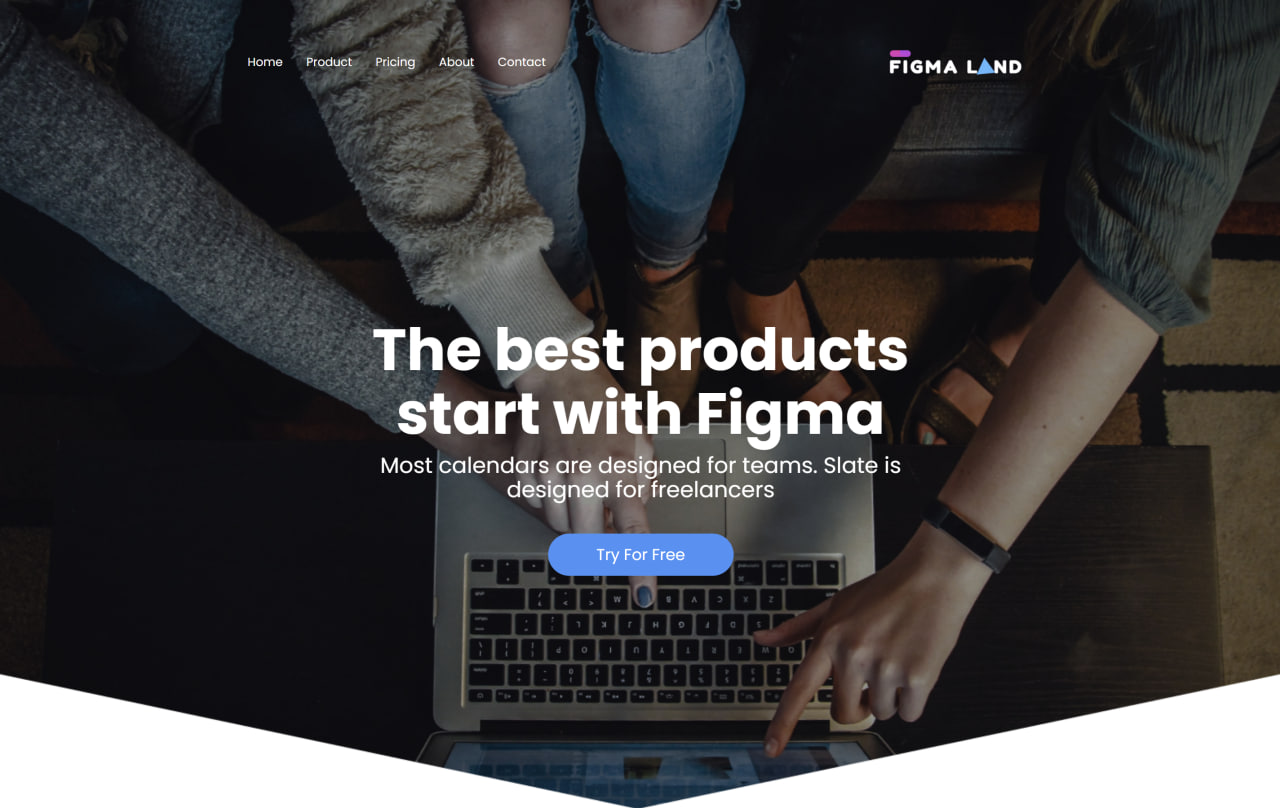 Home Product Pricing About Contact
FIGMA LAND
The best products
start with Figma
Most calendars are designed for teams. Slate is
designed for freelancers
Try For Free